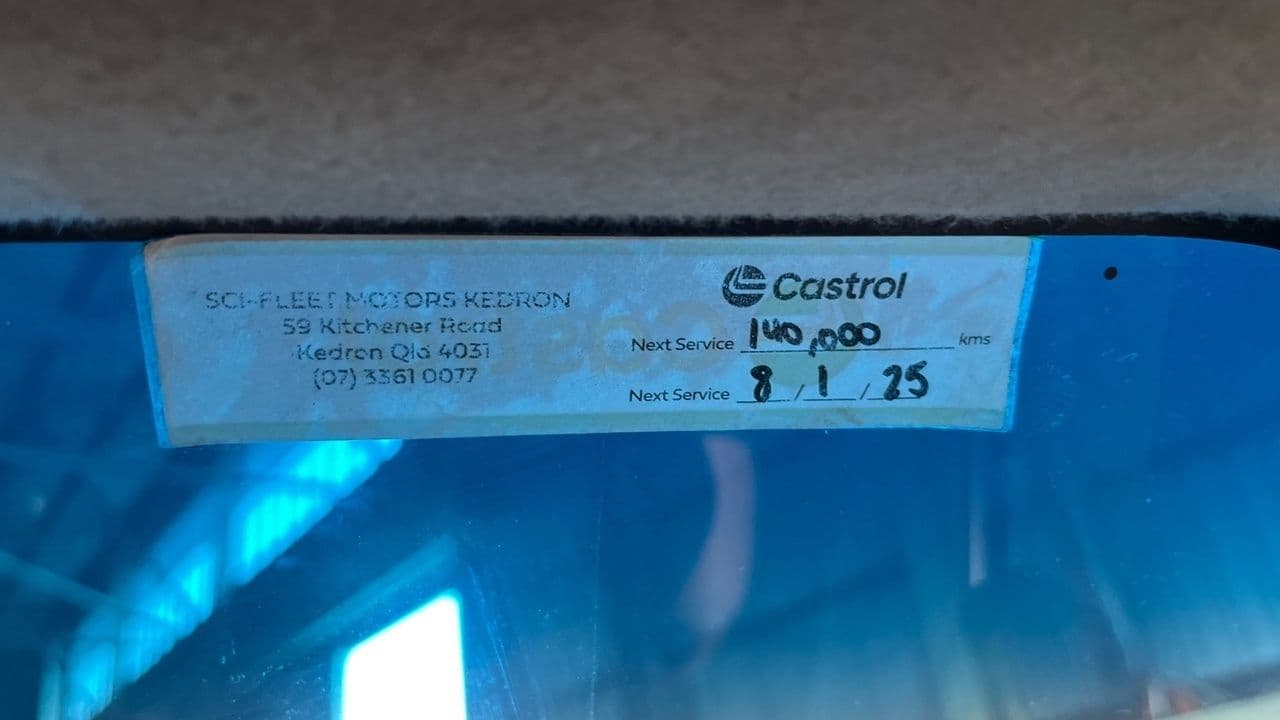 SCI-FLEET MOTORS KEDRON
59 Kitchener Road
Kedron Qld 4031
(07) 3361 0077
Castrol
Next Service 140,000 kms
Next Service 8 / 1 / 25